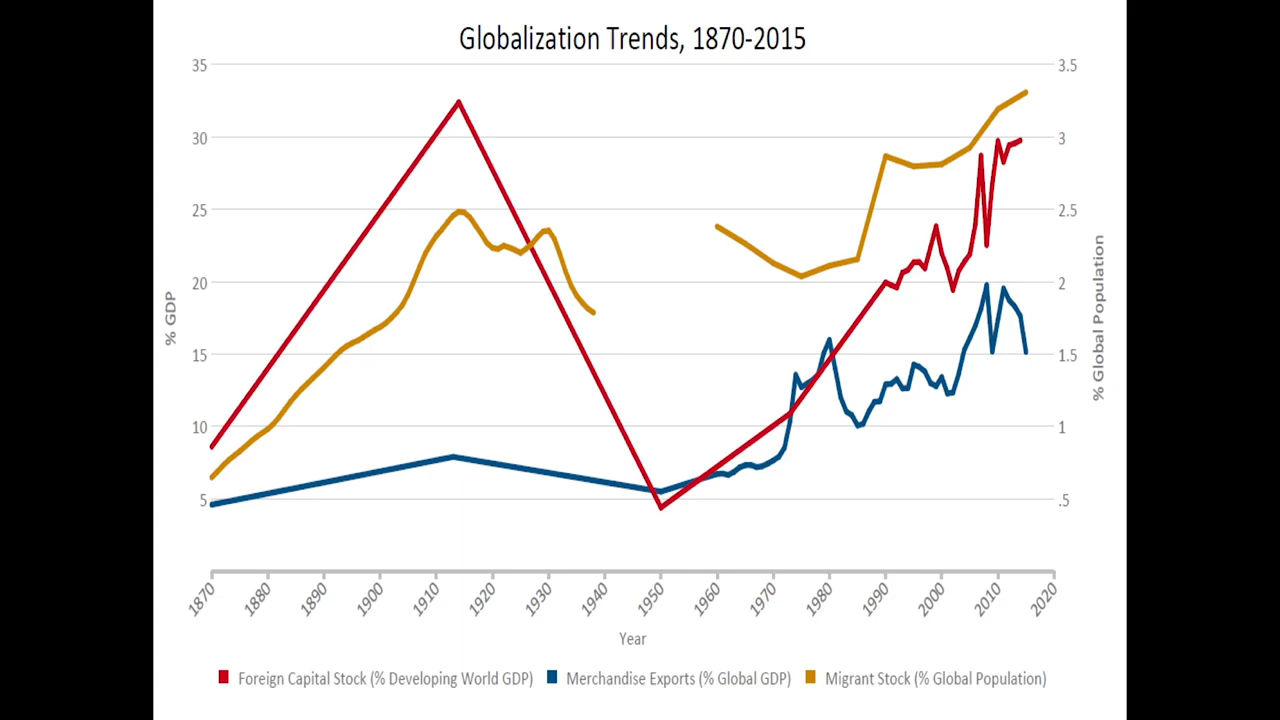 Globalization Trends, 1870-2015
35
30
25
20
15
10
5
% GDP
3.5
3
2.5
2
1.5
1
.5
% Global Population
1870 1880 1890 1900 1910 1920 1930 1940 1950 1960 1970 1980 1990 2000 2010 2020
Year
Foreign Capital Stock (% Developing World GDP) Merchandise Exports (% Global GDP) Migrant Stock (% Global Population)